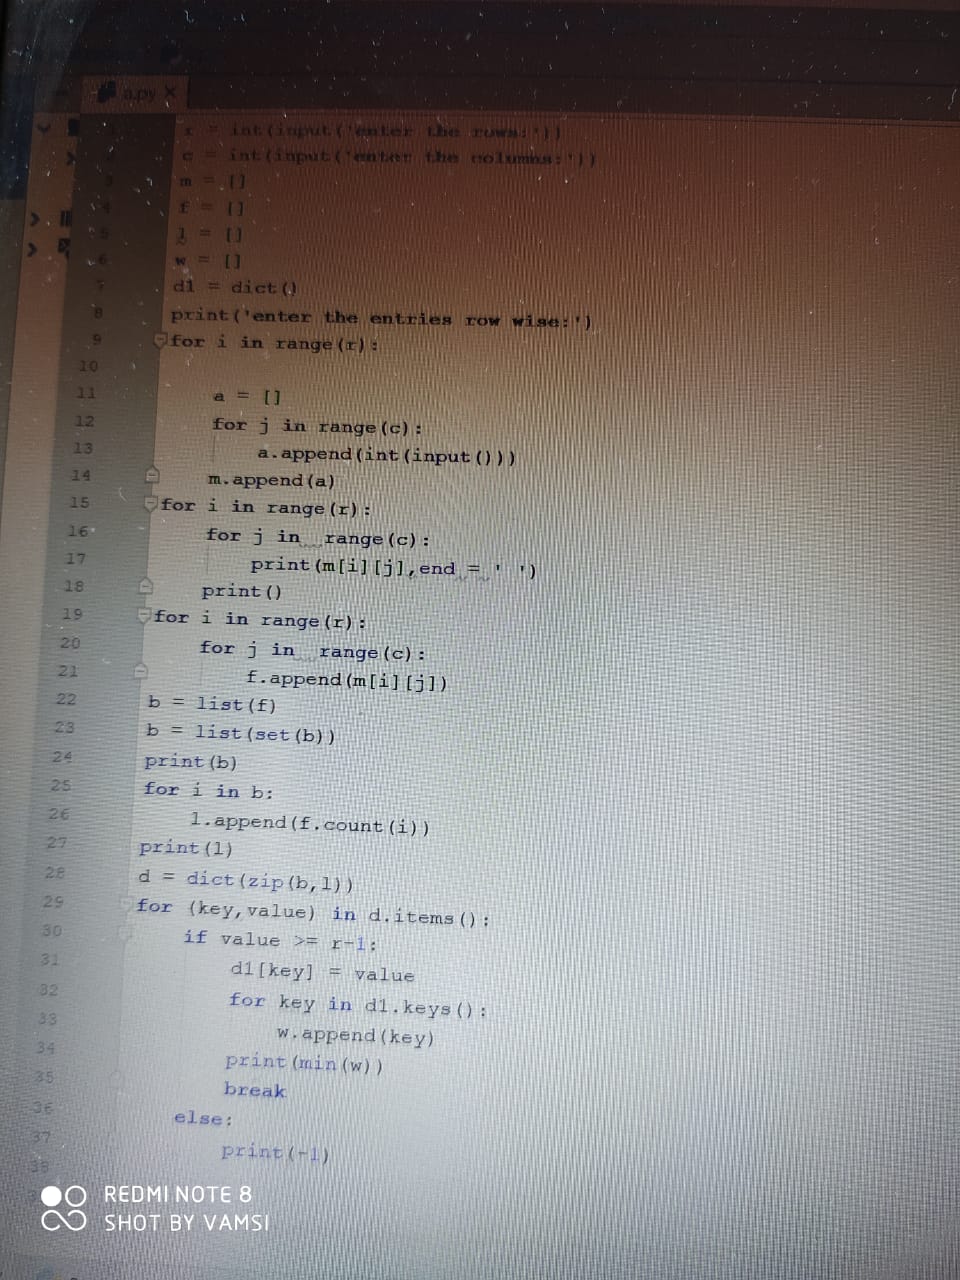 a.py ×
1 r = int(input('enter the rows:'))
2 c = int(input('enter the columns:'))
3 m = []
4 f = []
5 l = []
6 w = []
7 d1 = dict()
8 print('enter the entries row wise:')
9 for i in range(r):
10
11 a = []
12 for j in range(c):
13 a.append(int(input()))
14 m.append(a)
15 for i in range(r):
16 for j in  range(c):
17 print(m[i][j],end = ' ')
18 print()
19 for i in range(r):
20 for j in  range(c):
21 f.append(m[i][j])
22 b = list(f)
23 b = list(set(b))
24 print(b)
25 for i in b:
26 l.append(f.count(i))
27 print(l)
28 d = dict(zip(b,l))
29 for (key,value) in d.items():
30 if value >= r-1:
31 d1[key] = value
32 for key in d1.keys():
33 w.append(key)
34 print(min(w))
35 break
36 else:
37 print(-1)
38
REDMI NOTE 8
SHOT BY VAMSI